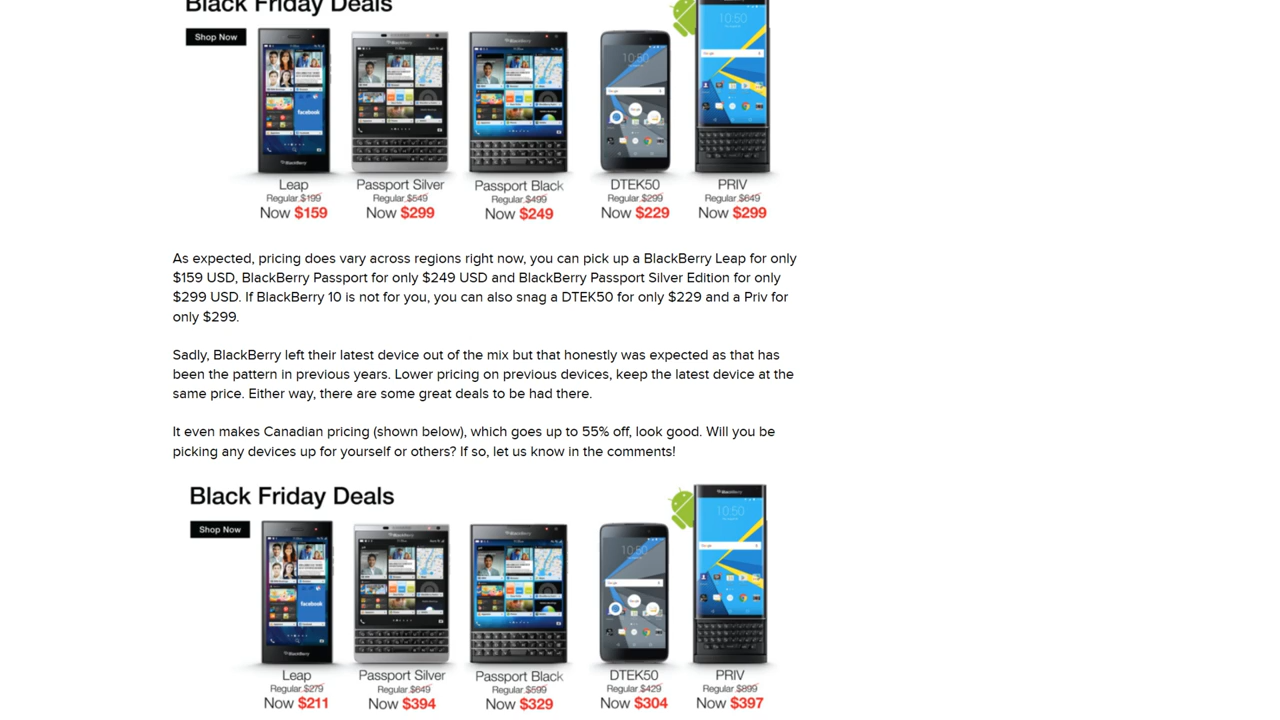 Black Friday Deals
Shop Now
Leap Passport Silver Passport Black DTEK50 PRIV
Regular $199 Regular $549 Regular $499 Regular $299 Regular $649
Now $159 Now $299 Now $249 Now $229 Now $299
As expected, pricing does vary across regions right now, you can pick up a BlackBerry Leap for only
$159 USD, BlackBerry Passport for only $249 USD and BlackBerry Passport Silver Edition for only
$299 USD. If BlackBerry 10 is not for you, you can also snag a DTEK50 for only $229 and a Priv for
only $299.
Sadly, BlackBerry left their latest device out of the mix but that honestly was expected as that has
been the pattern in previous years. Lower pricing on previous devices, keep the latest device at the
same price. Either way, there are some great deals to be had there.
It even makes Canadian pricing (shown below), which goes up to 55% off, look good. Will you be
picking any devices up for yourself or others? If so, let us know in the comments!
Black Friday Deals
Shop Now
Leap Passport Silver Passport Black DTEK50 PRIV
Regular $279 Regular $649 Regular $599 Regular $429 Regular $899
Now $211 Now $394 Now $329 Now $304 Now $397